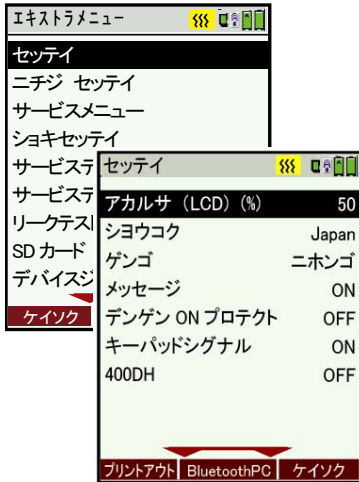 エキストラメニュー
セッテイ
ニチジ セッテイ
サービスメニュー
ショキセッテイ
サービステ
サービステ
リークテス
SD カード
デバイスジ
ケイソク
セッテイ
アカルサ (LCD) (%) 50
シヨウコク Japan
ゲンゴ ニホンゴ
メッセージ ON
デンゲン ON プロテクト OFF
キーパッドシグナル ON
400DH OFF
プリントアウト BluetoothPC ケイソク